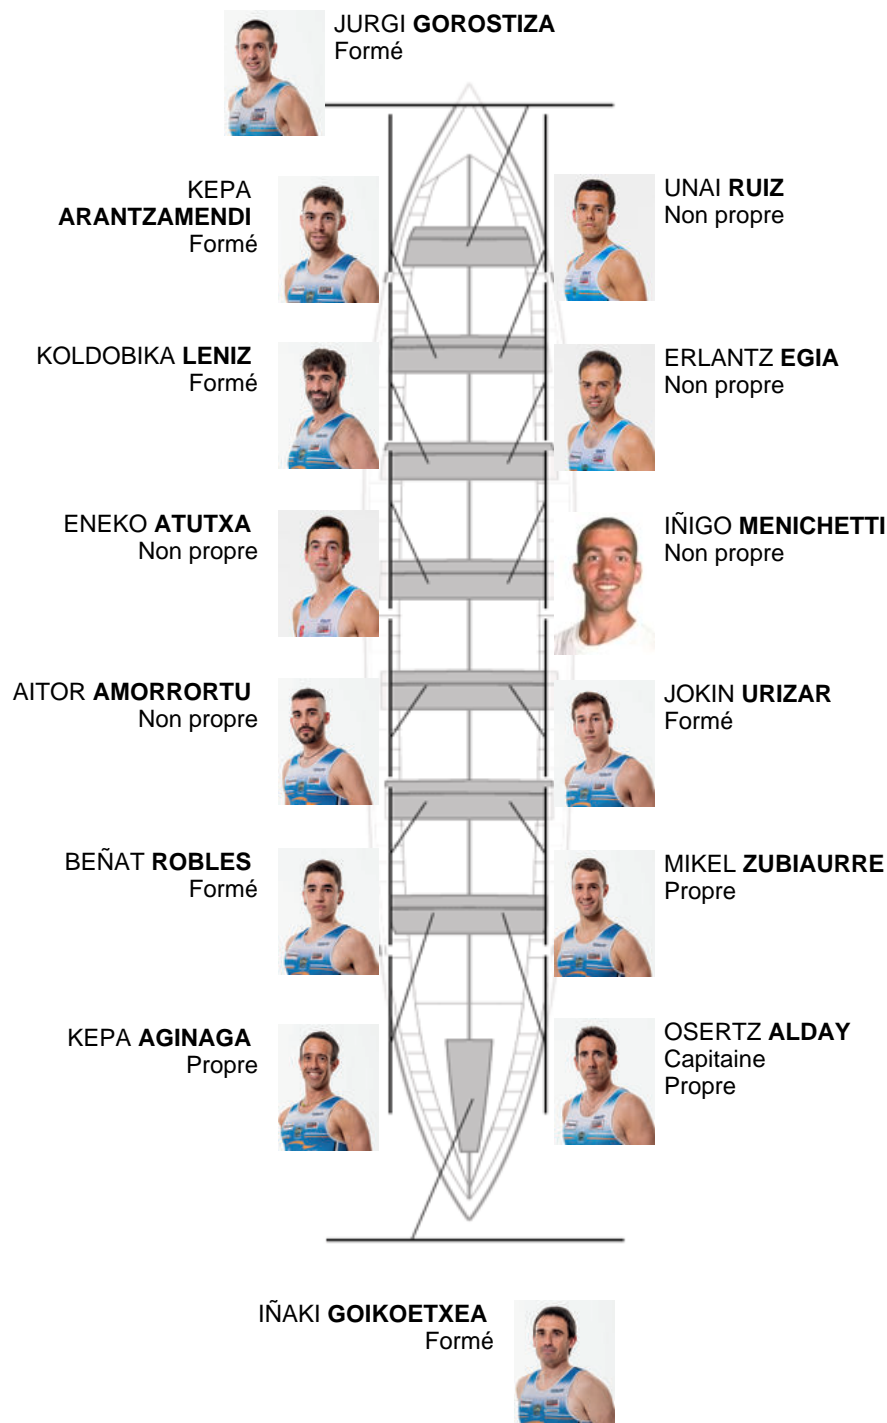 JURGI GOROSTIZA
Formé
KEPA
ARANTZAMENDI
Formé
UNAI RUIZ
Non propre
KOLDOBIKA LENIZ
Formé
ERLANTZ EGIA
Non propre
ENEKO ATUTXA
Non propre
IÑIGO MENICHETTI
Non propre
AITOR AMORRORTU
Non propre
JOKIN URIZAR
Formé
BEÑAT ROBLES
Formé
MIKEL ZUBIAURRE
Propre
KEPA AGINAGA
Propre
OSERTZ ALDAY
Capitaine
Propre
IÑAKI GOIKOETXEA
Formé